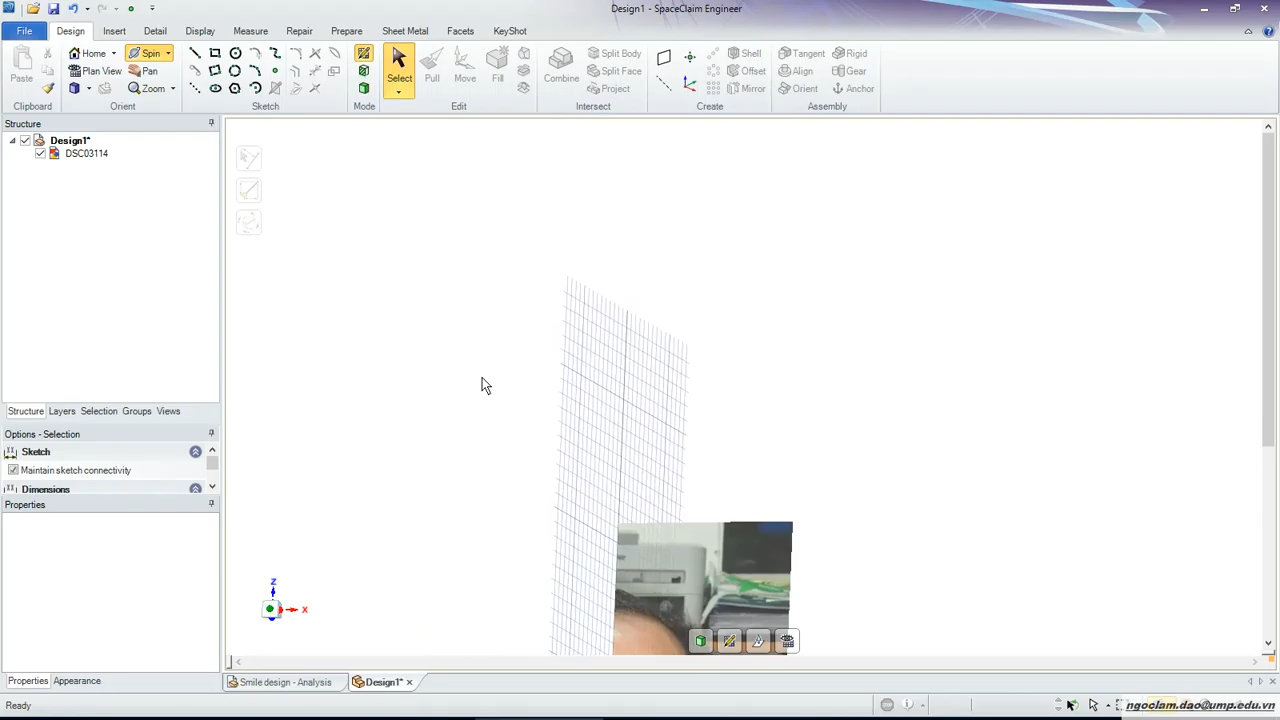 Design1 - SpaceClaim Engineer
File Design Insert Detail Display Measure Repair Prepare Sheet Metal Facets KeyShot
Home Spin Split Body Shell Tangent Rigid
Plan View Pan Split Face Offset Align Gear
Zoom Project Mirror Orient Anchor
Paste Select Pull Move Fill Combine
Clipboard Orient Sketch Mode Edit Intersect Create Assembly
Structure
Design1*
DSC03114
Structure Layers Selection Groups Views
Options - Selection
Sketch
Maintain sketch connectivity
Dimensions
Properties
Z
X
Properties Appearance
Smile design - Analysis Design1*
Ready
ngoclam.dao@ump.edu.vn